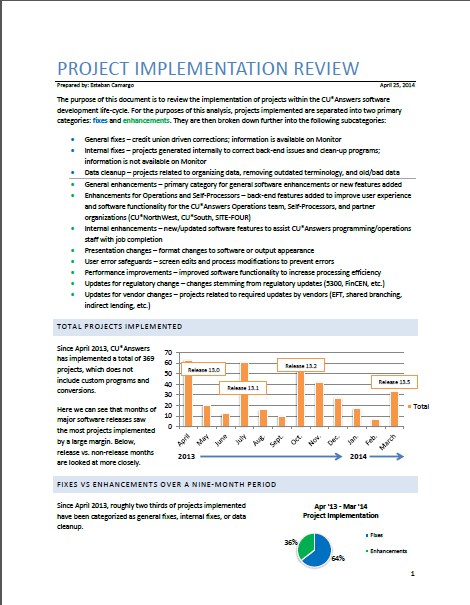 PROJECT IMPLEMENTATION REVIEW
Prepared by: Esteban Camargo April 25, 2014
The purpose of this document is to review the implementation of projects within the CU*Answers software
development life-cycle. For the purposes of this analysis, projects implemented are separated into two primary
categories: fixes and enhancements. They are then broken down further into the following subcategories:
• General fixes – credit union driven corrections; information is available on Monitor
• Internal fixes – projects generated internally to correct back-end issues and clean-up programs;
information is not available on Monitor
• Data cleanup – projects related to organizing data, removing outdated terminology, and old/bad data
• General enhancements – primary category for general software enhancements or new features added
• Enhancements for Operations and Self-Processors – back-end features added to improve user experience
and software functionality for the CU*Answers Operations team, Self-Processors, and partner
organizations (CU*NorthWest, CU*South, SITE-FOUR)
• Internal enhancements – new/updated software features to assist CU*Answers programming/operations
staff with job completion
• Presentation changes – format changes to software or output appearance
• User error safeguards – screen edits and process modifications to prevent errors
• Performance improvements – improved software functionality to increase processing efficiency
• Updates for regulatory change – changes stemming from regulatory updates (5300, FinCEN, etc.)
• Updates for vendor changes – projects related to required updates by vendors (EFT, shared branching,
indirect lending, etc.)
TOTAL PROJECTS IMPLEMENTED
Since April 2013, CU*Answers
has implemented a total of 369
projects, which does not
include custom programs and
conversions.
Here we can see that months of
major software releases saw
the most projects implemented
by a large margin. Below,
release vs. non-release months
are looked at more closely.
70
60
50
40
30
20
10
0
Release 13.0
Release 13.1
Release 13.2
Release 13.5
Total
April
May
June
July
Aug.
Sept.
Oct.
Nov.
Dec.
Jan.
Feb.
March
2013 2014
FIXES VS ENHANCEMENTS OVER A NINE-MONTH PERIOD
Since April 2013, roughly two thirds of projects implemented
have been categorized as general fixes, internal fixes, or data
cleanup.
Apr '13 - Mar '14
Project Implementation
36%
64%
Fixes
Enhancements
1